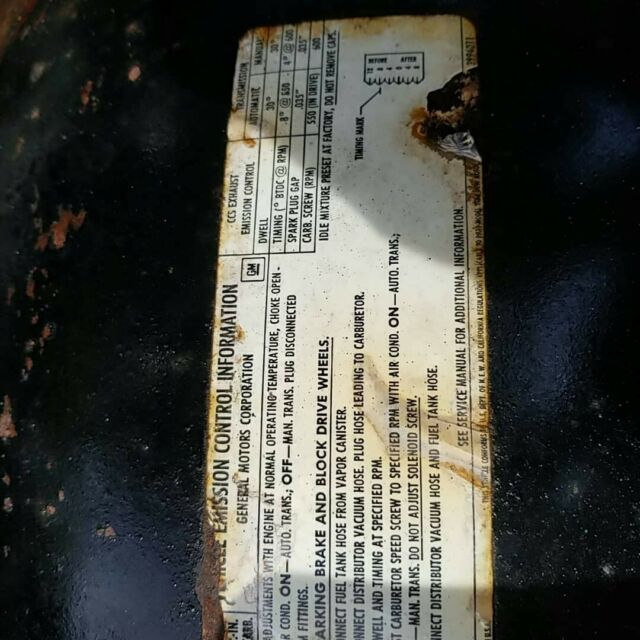 EMISSION CONTROL INFORMATION
GENERAL MOTORS CORPORATION
GM
WITH ENGINE AT NORMAL OPERATING TEMPERATURE, CHOKE OPEN-
COND. ON—AUTO. TRANS.; OFF—MAN. TRANS. PLUG DISCONNECTED
FITTINGS.
ARKING BRAKE AND BLOCK DRIVE WHEELS.
NNECT FUEL TANK HOSE FROM VAPOR CANISTER.
NNECT DISTRIBUTOR VACUUM HOSE. PLUG HOSE LEADING TO CARBURETOR.
WELL AND TIMING AT SPECIFIED RPM.
T CARBURETOR SPEED SCREW TO SPECIFIED RPM WITH AIR COND. ON—AUTO. TRANS.;
—MAN. TRANS. DO NOT ADJUST SOLENOID SCREW.
NNECT DISTRIBUTOR VACUUM HOSE AND FUEL TANK HOSE.
SEE SERVICE MANUAL FOR ADDITIONAL INFORMATION.
CCS EXHAUST
EMISSION CONTROL
TRANSMISSION
AUTOMATIC MANUAL
DWELL 30° 30°
TIMING (° BTDC @ RPM) 8° @ 550 4° @ 600
SPARK PLUG GAP .035" .035"
CARB. SCREW (RPM) 550 (IN DRIVE) 600
IDLE MIXTURE PRESET AT FACTORY, DO NOT REMOVE CAPS.
BEFORE AFTER
TIMING MARK